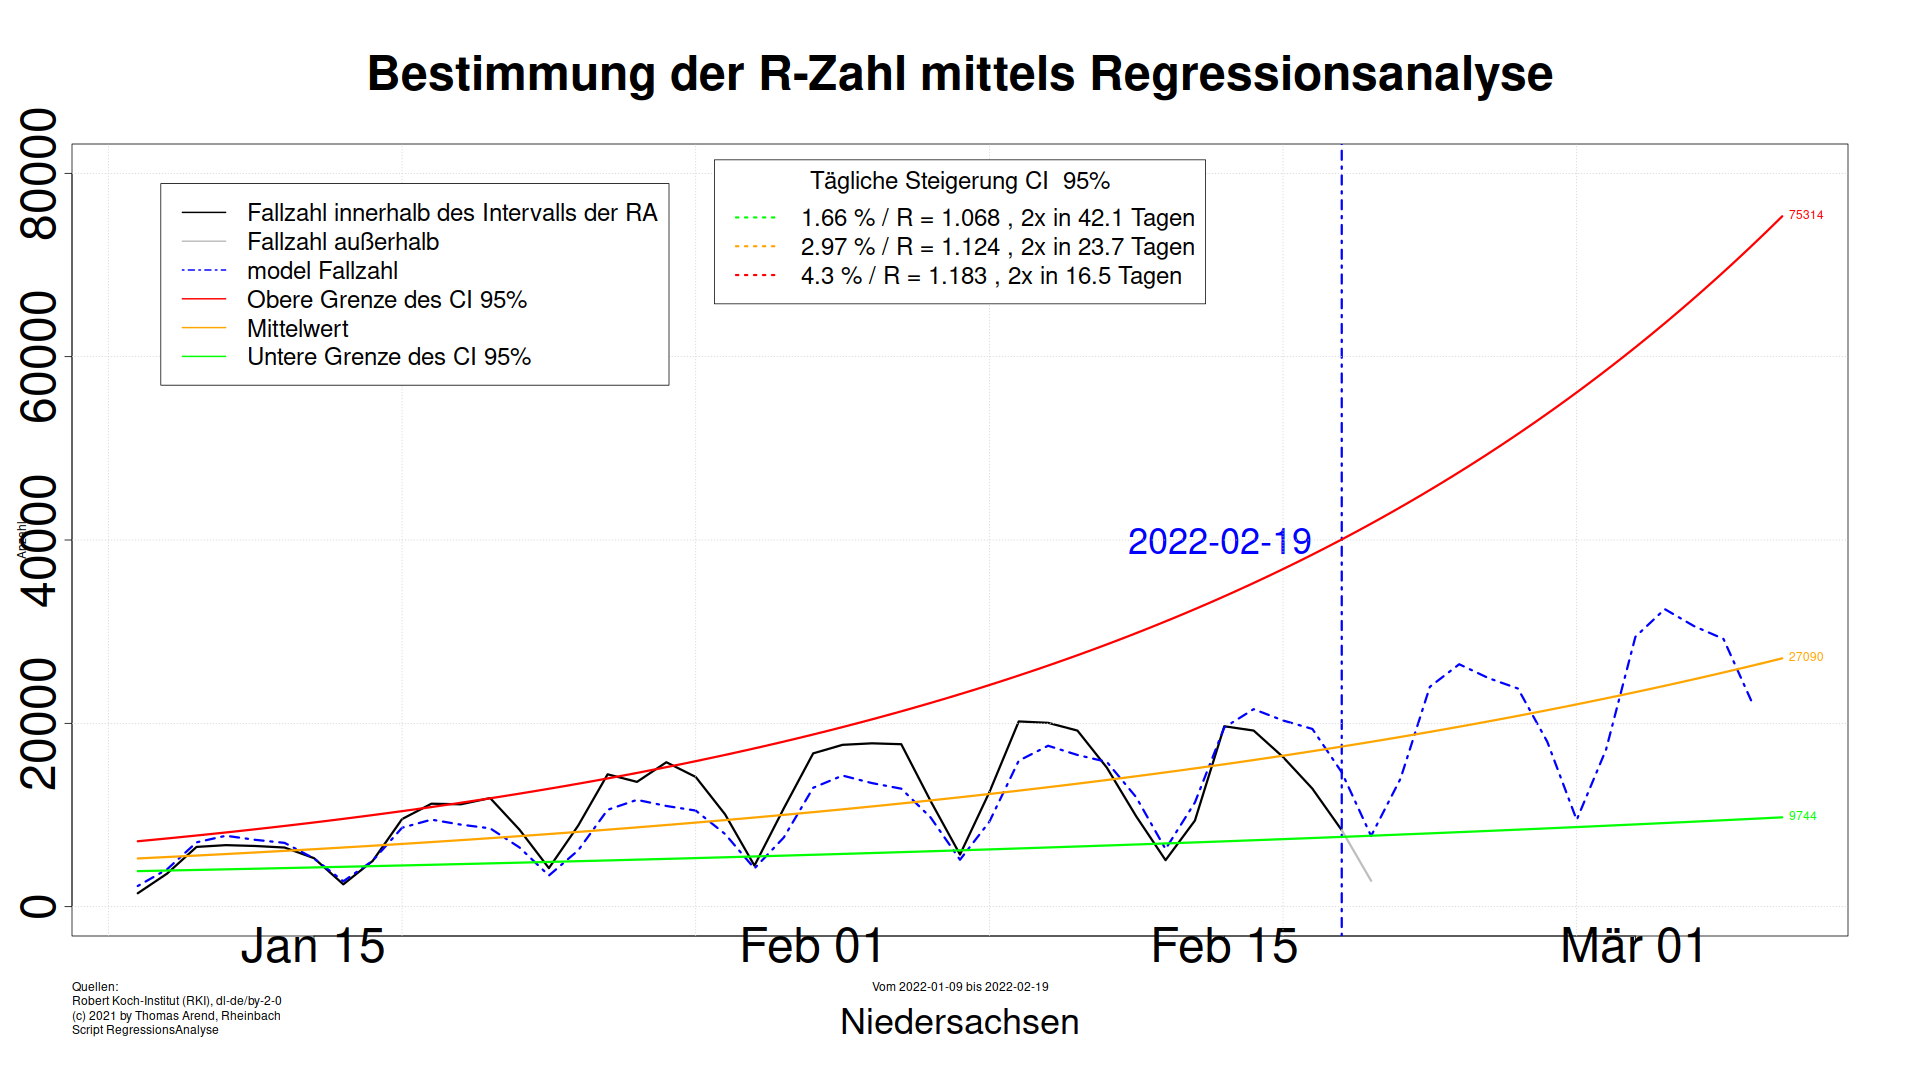 Bestimmung der R-Zahl mittels Regressionsanalyse
80000
60000
40000
20000
0
Anzahl
Fallzahl innerhalb des Intervalls der RA
Fallzahl außerhalb
model Fallzahl
Obere Grenze des CI 95%
Mittelwert
Untere Grenze des CI 95%
Tägliche Steigerung CI 95%
1.66 % / R = 1.068 , 2x in 42.1 Tagen
2.97 % / R = 1.124 , 2x in 23.7 Tagen
4.3 % / R = 1.183 , 2x in 16.5 Tagen
75314
2022-02-19
27090
9744
Jan 15
Feb 01
Feb 15
Mär 01
Quellen:
Robert Koch-Institut (RKI), dl-de/by-2-0
(c) 2021 by Thomas Arend, Rheinbach
Script RegressionsAnalyse
Vom 2022-01-09 bis 2022-02-19
Niedersachsen